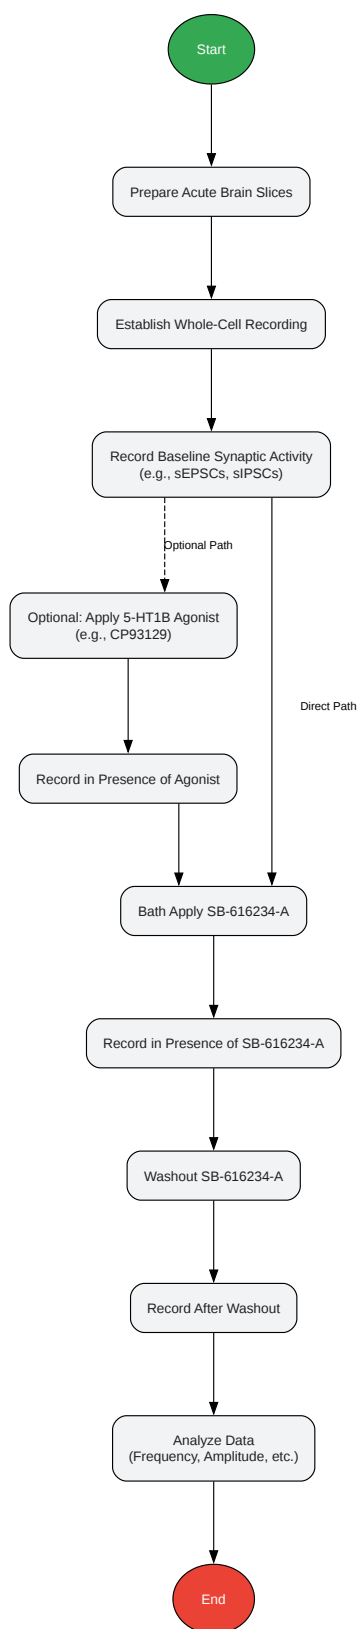 Start
Prepare Acute Brain Slices
Establish Whole-Cell Recording
Record Baseline Synaptic Activity
(e.g., sEPSCs, sIPSCs)
Optional Path
Optional: Apply 5-HT1B Agonist
(e.g., CP93129)
Direct Path
Record in Presence of Agonist
Bath Apply SB-616234-A
Record in Presence of SB-616234-A
Washout SB-616234-A
Record After Washout
Analyze Data
(Frequency, Amplitude, etc.)
End